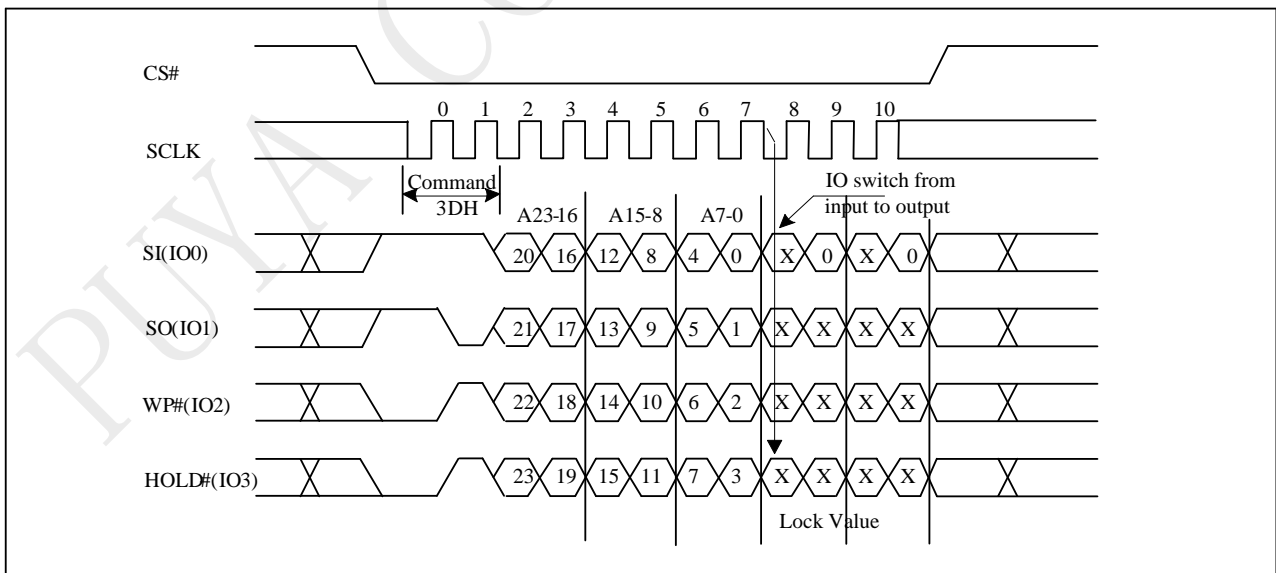 PUYA CO
CS#
0 1 2 3 4 5 6 7 8 9 10
SCLK
Command
3DH
IO switch from
input to output
A23-16 A15-8 A7-0
SI(IO0) 20 16 12 8 4 0 X 0 X 0
SO(IO1) 21 17 13 9 5 1 X X X X
WP#(IO2) 22 18 14 10 6 2 X X X X
HOLD#(IO3) 23 19 15 11 7 3 X X X X
Lock Value